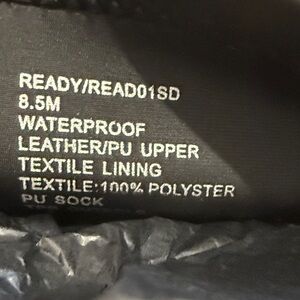 READY/READ01SD
8.5M
WATERPROOF
LEATHER/PU UPPER
TEXTILE LINING
TEXTILE:100% POLYSTER
PU SOCK